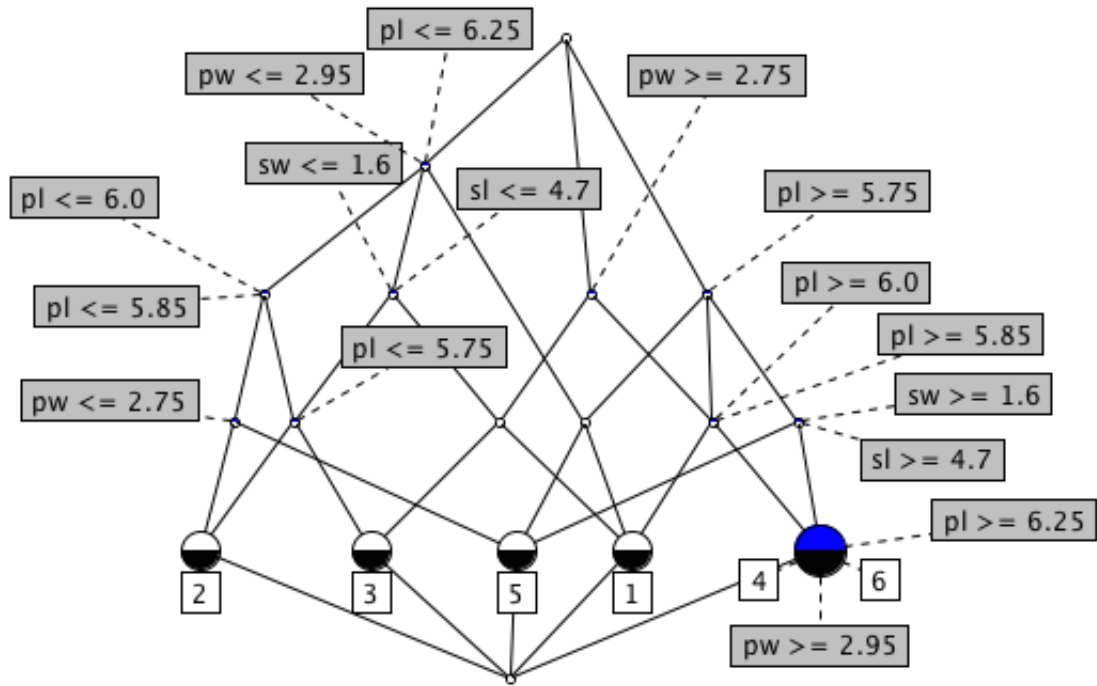 pl <= 6.25
pw <= 2.95
pw >= 2.75
sw <= 1.6
sl <= 4.7
pl >= 5.75
pl <= 6.0
pl >= 6.0
pl <= 5.85
pl >= 5.85
pl <= 5.75
sw >= 1.6
pw <= 2.75
sl >= 4.7
pl >= 6.25
2
3
5
1
4
6
pw >= 2.95